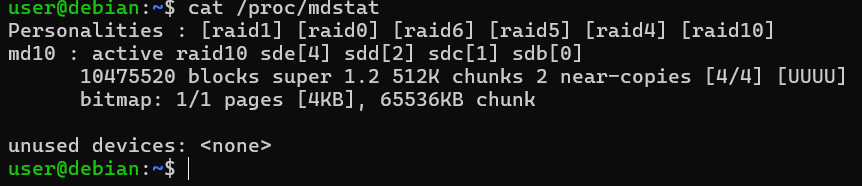 user@debian:~$ cat /proc/mdstat
Personalities : [raid1] [raid0] [raid6] [raid5] [raid4] [raid10]
md10 : active raid10 sde[4] sdd[2] sdc[1] sdb[0]
      10475520 blocks super 1.2 512K chunks 2 near-copies [4/4] [UUUU]
      bitmap: 1/1 pages [4KB], 65536KB chunk

unused devices: <none>
user@debian:~$